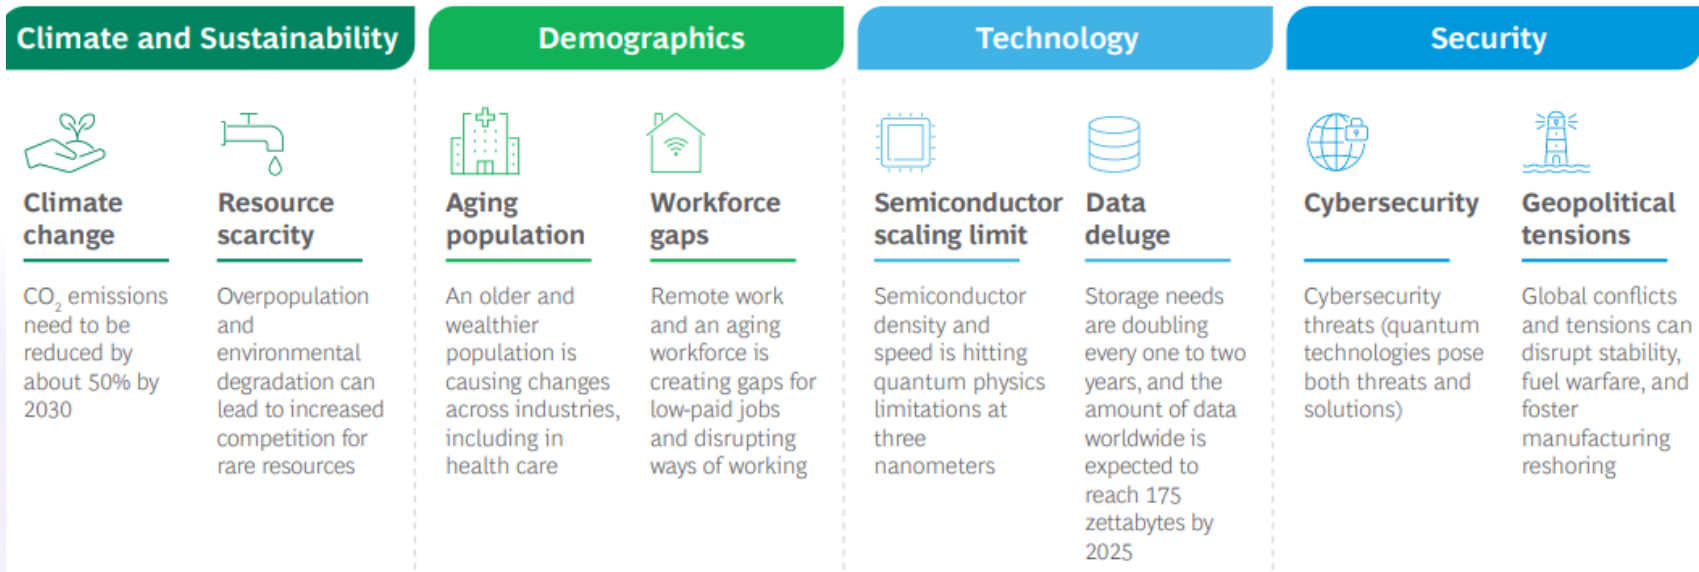 Climate and Sustainability
Demographics
Technology
Security
Climate
change
CO₂ emissions
need to be
reduced by
about 50% by
2030
Resource
scarcity
Overpopulation
and
environmental
degradation can
lead to increased
competition for
rare resources
Aging
population
An older and
wealthier
population is
causing changes
across industries,
including in
health care
Workforce
gaps
Remote work
and an aging
workforce is
creating gaps for
low-paid jobs
and disrupting
ways of working
Semiconductor
scaling limit
Semiconductor
density and
speed is hitting
quantum physics
limitations at
three
nanometers
Data
deluge
Storage needs
are doubling
every one to two
years, and the
amount of data
worldwide is
expected to
reach 175
zettabytes by
2025
Cybersecurity
Cybersecurity
threats (quantum
technologies pose
both threats and
solutions)
Geopolitical
tensions
Global conflicts
and tensions can
disrupt stability,
fuel warfare, and
foster
manufacturing
reshoring